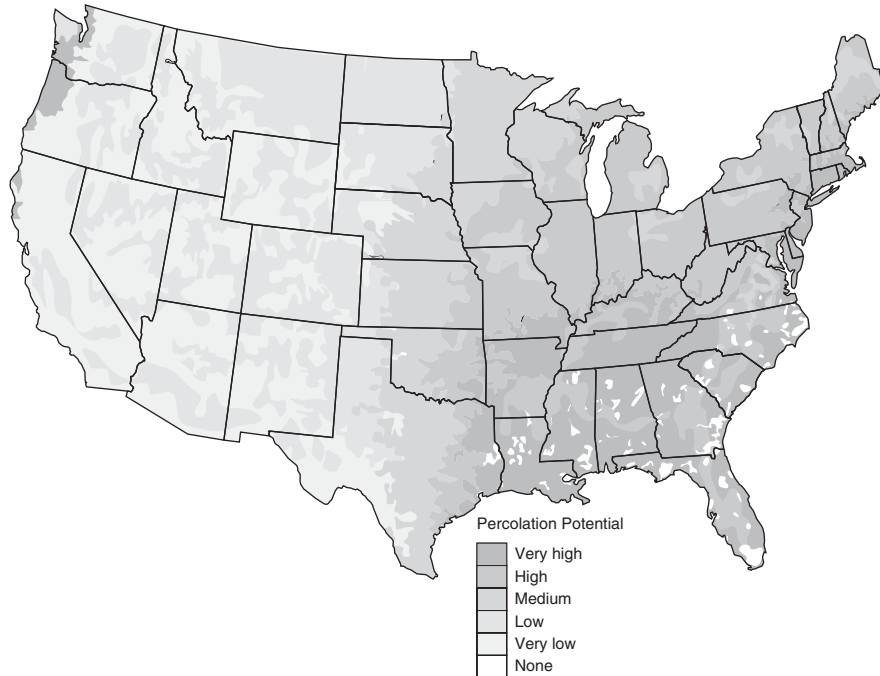 Percolation Potential
Very high
High
Medium
Low
Very low
None